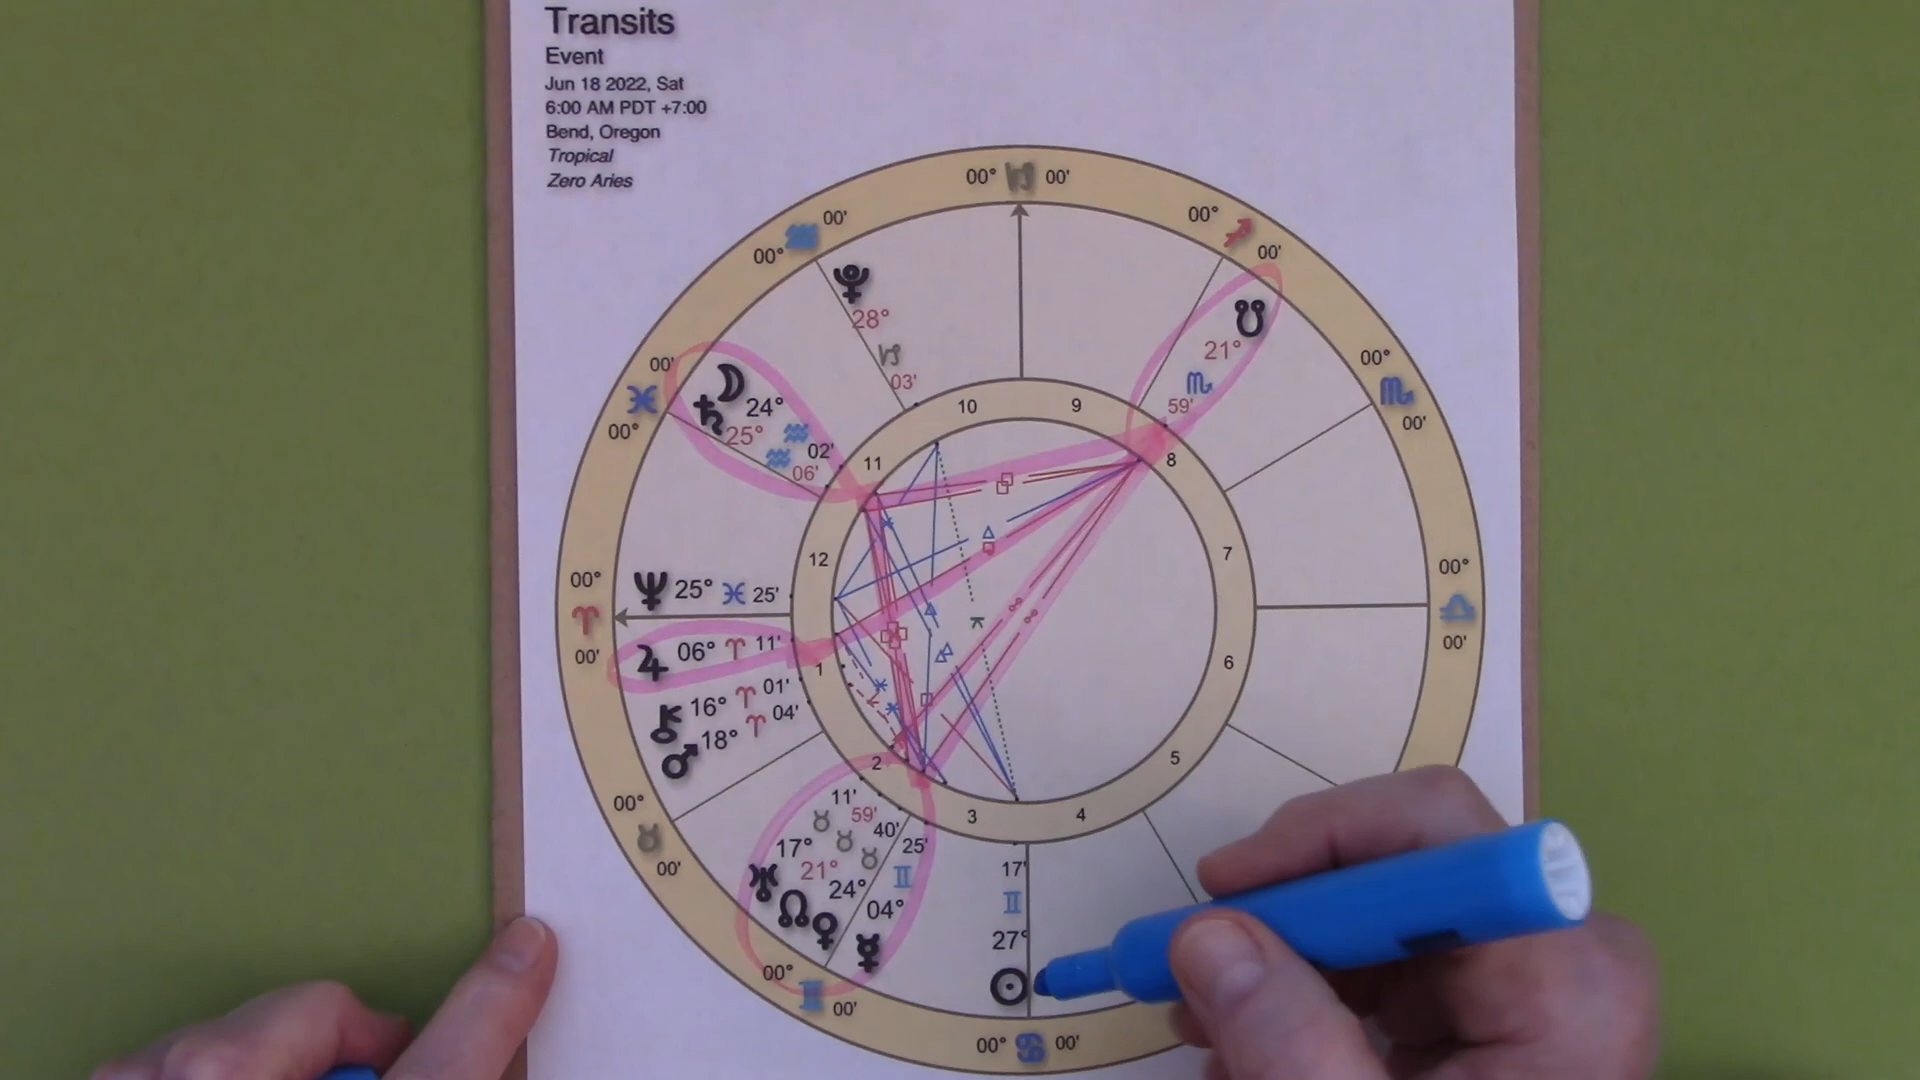 Transits
Event
Jun 18 2022, Sat
6:00 AM PDT +7:00
Bend, Oregon
Tropical
Zero Aries
00° ♑ 00'
00° ♒ 00'
00° ♐ 00'
♇ 28° ♑ 03'
☋ 21° ♏ 59'
00° ♓ 00'
00° ♏ 00'
☽ 24° ♒ 02'
♄ 25° ♒ 06'
10
9
11
8
12
7
♆ 25° ♓ 25'
00° ♈ 00'
00° ♎ 00'
♃ 06° ♈ 11'
1
6
⚷ 16° ♈ 01'
♂ 18° ♈ 04'
2
5
3
4
00° ♉ 00'
♅ 17° ♉ 11'
☊ 21° ♉ 59'
♀ 24° ♉ 40'
☿ 04° ♊ 25'
☉ 27° ♊ 17'
00° ♊ 00'
00° ♋ 00'